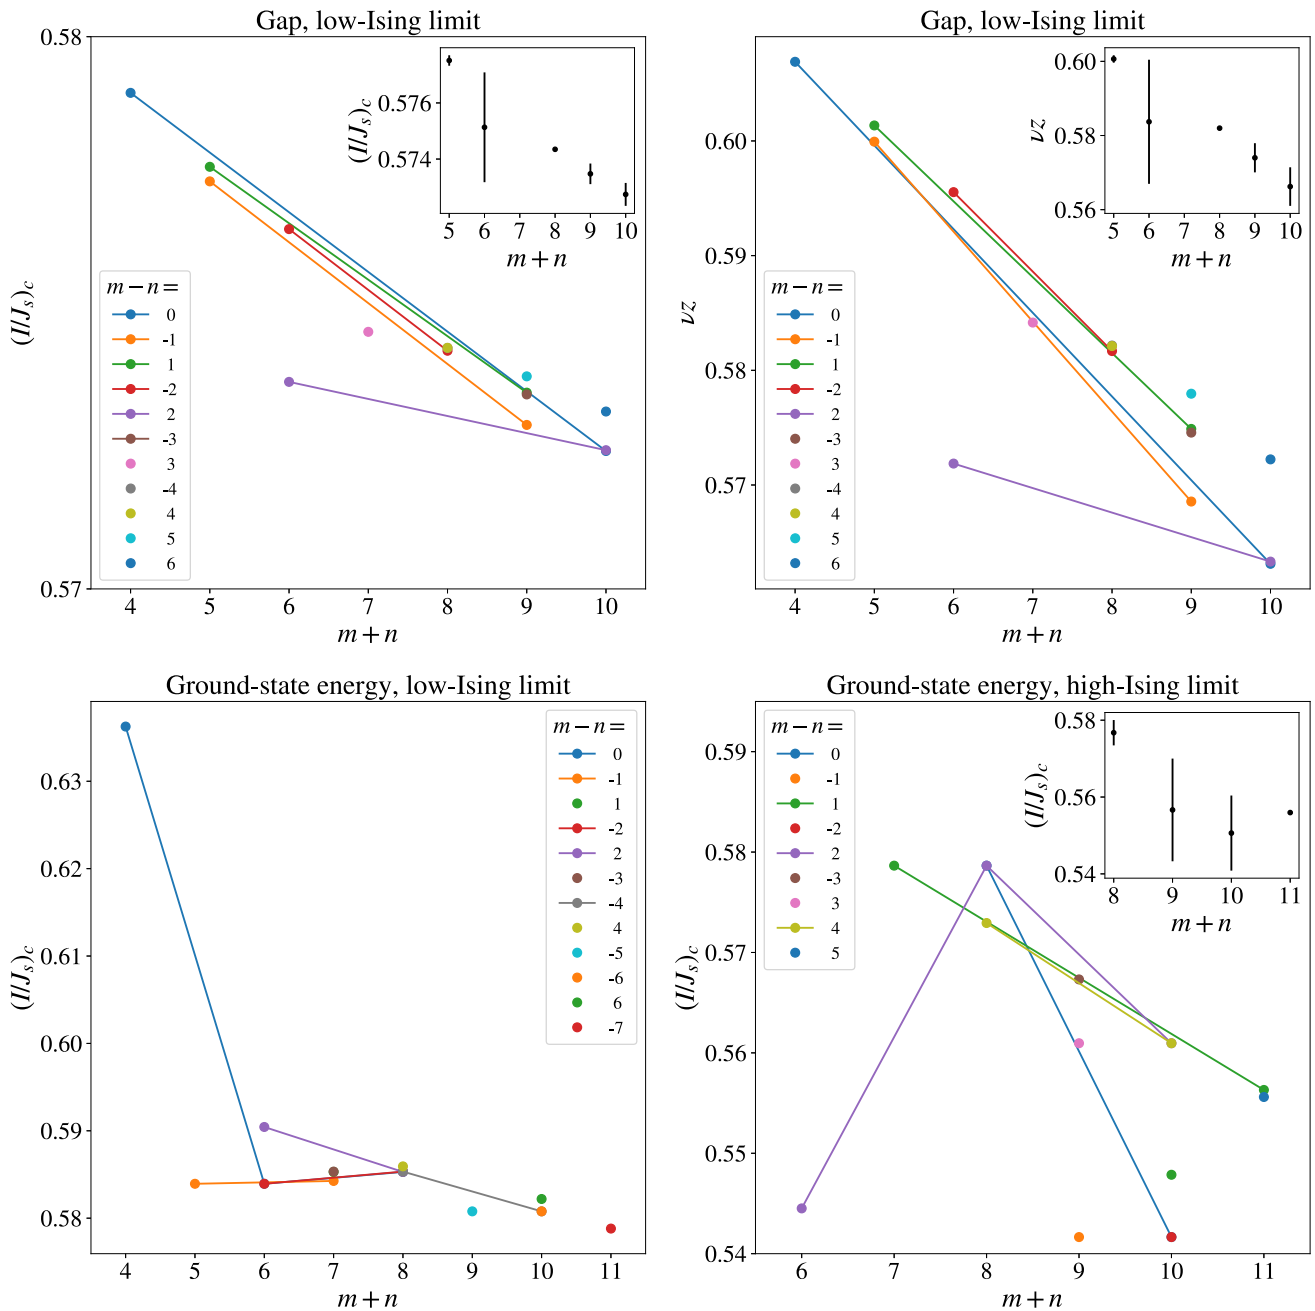 Gap, low-Ising limit
0.58
0.57
(I/Jₛ)꜀
4 5 6 7 8 9 10
m + n
m − n =
0
-1
1
-2
2
-3
3
-4
4
5
6
0.576
0.574
(I/Jₛ)꜀
5 6 7 8 9 10
m + n
Gap, low-Ising limit
0.60
0.59
0.58
0.57
νz
4 5 6 7 8 9 10
m + n
m − n =
0
-1
1
-2
2
-3
3
-4
4
5
6
0.60
0.58
0.56
νz
5 6 7 8 9 10
m + n
Ground-state energy, low-Ising limit
0.63
0.62
0.61
0.60
0.59
0.58
(I/Jₛ)꜀
4 5 6 7 8 9 10 11
m + n
m − n =
0
-1
1
-2
2
-3
-4
4
-5
-6
6
-7
Ground-state energy, high-Ising limit
0.59
0.58
0.57
0.56
0.55
0.54
(I/Jₛ)꜀
6 7 8 9 10 11
m + n
m − n =
0
-1
1
-2
2
-3
3
4
5
0.58
0.56
0.54
(I/Jₛ)꜀
8 9 10 11
m + n